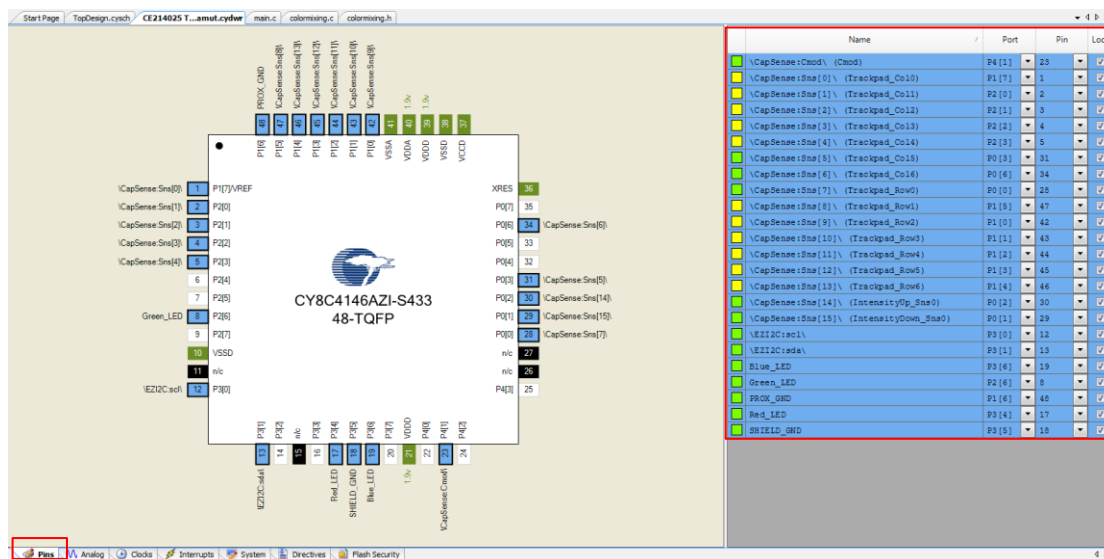 Start Page TopDesign.cysch CE214025 T...amut.cydwr main.c colormixing.c colormixing.h
PROX_GND
\CapSense:Sns[8]\
\CapSense:Sns[13]\
\CapSense:Sns[12]\
\CapSense:Sns[11]\
\CapSense:Sns[10]\
\CapSense:Sns[9]\
1.9v
1.9v
48 47 46 45 44 43 42 41 40 39 38 37
P1[6] P1[5] P1[4] P1[3] P1[2] P1[1] P1[0] VSSA VDDA VDDD VSSD VCCD
\CapSense:Sns[0]\ 1 P1[7]/VREF
\CapSense:Sns[1]\ 2 P2[0]
\CapSense:Sns[2]\ 3 P2[1]
\CapSense:Sns[3]\ 4 P2[2]
\CapSense:Sns[4]\ 5 P2[3]
6 P2[4]
7 P2[5]
Green_LED 8 P2[6]
9 P2[7]
10 VSSD
11 n/c
\EZI2C:scl\ 12 P3[0]
CY8C4146AZI-S433
48-TQFP
XRES 36
P0[7] 35
P0[6] 34 \CapSense:Sns[6]\
P0[5] 33
P0[4] 32
P0[3] 31 \CapSense:Sns[5]\
P0[2] 30 \CapSense:Sns[14]\
P0[1] 29 \CapSense:Sns[15]\
P0[0] 28 \CapSense:Sns[7]\
n/c 27
n/c 26
P4[3] 25
P3[1] P3[2] n/c P3[3] P3[4] P3[5] P3[6] P3[7] VDDD P4[0] P4[1] P4[2]
13 14 15 16 17 18 19 20 21 22 23 24
\EZI2C:sda\
Red_LED
SHIELD_GND
Blue_LED
1.9v
\CapSense:Cmod\
Name Port Pin Loc
\CapSense:Cmod\ (Cmod) P4[1] 23
\CapSense:Sns[0]\ (Trackpad_Col0) P1[7] 1
\CapSense:Sns[1]\ (Trackpad_Col1) P2[0] 2
\CapSense:Sns[2]\ (Trackpad_Col2) P2[1] 3
\CapSense:Sns[3]\ (Trackpad_Col3) P2[2] 4
\CapSense:Sns[4]\ (Trackpad_Col4) P2[3] 5
\CapSense:Sns[5]\ (Trackpad_Col5) P0[3] 31
\CapSense:Sns[6]\ (Trackpad_Col6) P0[6] 34
\CapSense:Sns[7]\ (Trackpad_Row0) P0[0] 28
\CapSense:Sns[8]\ (Trackpad_Row1) P1[5] 47
\CapSense:Sns[9]\ (Trackpad_Row2) P1[0] 42
\CapSense:Sns[10]\ (Trackpad_Row3) P1[1] 43
\CapSense:Sns[11]\ (Trackpad_Row4) P1[2] 44
\CapSense:Sns[12]\ (Trackpad_Row5) P1[3] 45
\CapSense:Sns[13]\ (Trackpad_Row6) P1[4] 46
\CapSense:Sns[14]\ (IntensityUp_Sns0) P0[2] 30
\CapSense:Sns[15]\ (IntensityDown_Sns0) P0[1] 29
\EZI2C:scl\ P3[0] 12
\EZI2C:sda\ P3[1] 13
Blue_LED P3[6] 19
Green_LED P2[6] 8
PROX_GND P1[6] 48
Red_LED P3[4] 17
SHIELD_GND P3[5] 18
Pins Analog Clocks Interrupts System Directives Flash Security